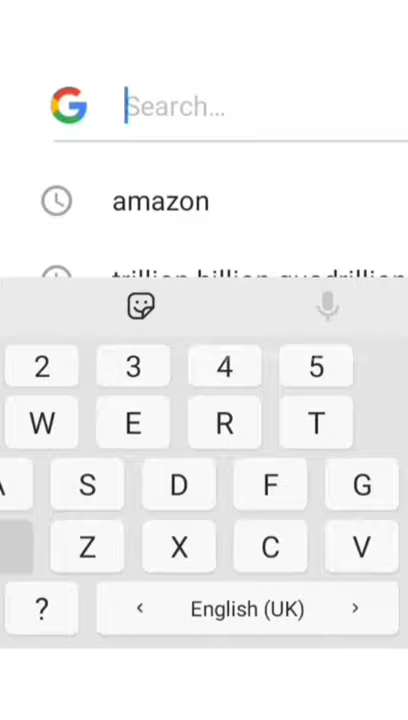 Search...
amazon
trillion billion quadrillion
2 3 4 5
W E R T
A S D F G
Z X C V
? < English (UK) >